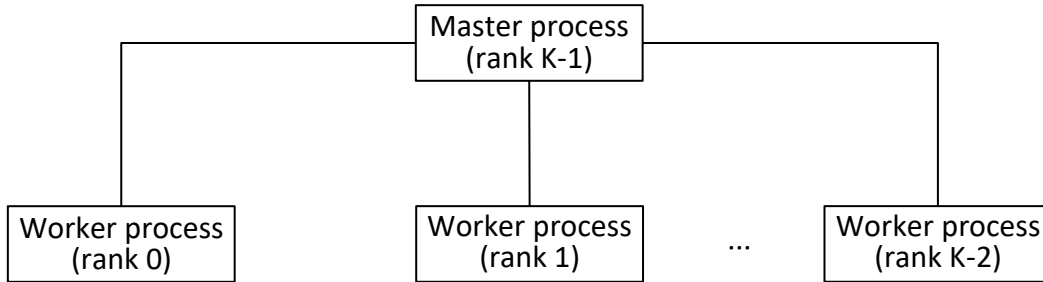 Master process
(rank K-1)
Worker process
(rank 0)
Worker process
(rank 1)
...
Worker process
(rank K-2)